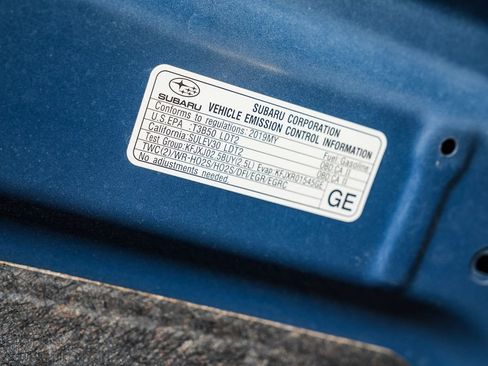 SUBARU
SUBARU CORPORATION
VEHICLE EMISSION CONTROL INFORMATION
Conforms to regulations: 2019MY
Fuel: Gasoline
U.S.EPA :T3B50 LDT2
OBD:CA II
California:SULEV30 LDT2
OBD:CA II
Test Group:KFJXJ02.5BUY(2.5L) Evap:KFJXR0154SGE
TWC(2)/WR-HO2S/HO2S/DFI/EGR/EGRC
No adjustments needed.
GE